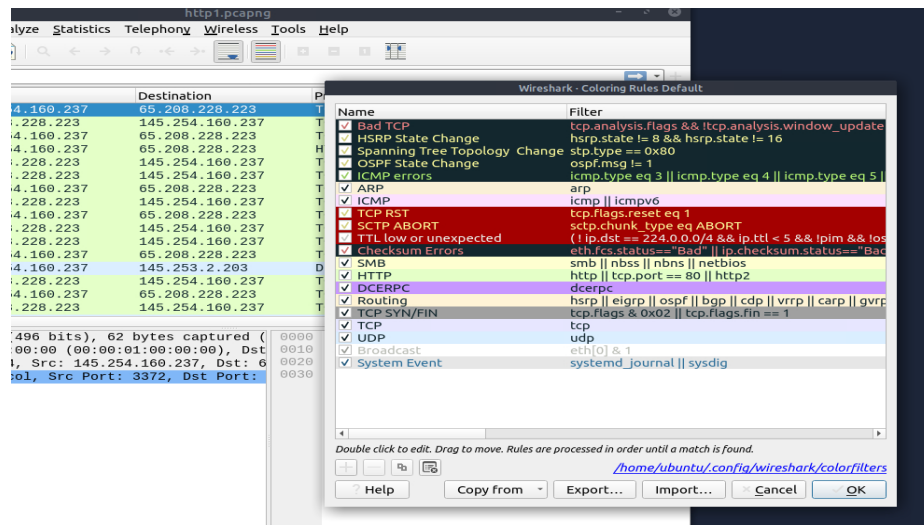 http1.pcapng
alyze Statistics Telephony Wireless Tools Help
Destination
4.160.237 65.208.228.223 T
.228.223 145.254.160.237 T
4.160.237 65.208.228.223 T
4.160.237 65.208.228.223 H
.228.223 145.254.160.237 T
.228.223 145.254.160.237 T
4.160.237 65.208.228.223 T
.228.223 145.254.160.237 T
4.160.237 65.208.228.223 T
.228.223 145.254.160.237 T
.228.223 145.254.160.237 T
4.160.237 65.208.228.223 T
4.160.237 145.253.2.203 D
.228.223 145.254.160.237 T
4.160.237 65.208.228.223 T
.228.223 145.254.160.237 T
Wireshark · Coloring Rules Default
Name Filter
Bad TCP tcp.analysis.flags && !tcp.analysis.window_update
HSRP State Change hsrp.state != 8 && hsrp.state != 16
Spanning Tree Topology Change stp.type == 0x80
OSPF State Change ospf.msg != 1
ICMP errors icmp.type eq 3 || icmp.type eq 4 || icmp.type eq 5 ||
ARP arp
ICMP icmp || icmpv6
TCP RST tcp.flags.reset eq 1
SCTP ABORT sctp.chunk_type eq ABORT
TTL low or unexpected (! ip.dst == 224.0.0.0/4 && ip.ttl < 5 && !pim && !os
Checksum Errors eth.fcs.status=="Bad" || ip.checksum.status=="Bad
SMB smb || nbss || nbns || netbios
HTTP http || tcp.port == 80 || http2
DCERPC dcerpc
Routing hsrp || eigrp || ospf || bgp || cdp || vrrp || carp || gvrp
TCP SYN/FIN tcp.flags & 0x02 || tcp.flags.fin == 1
TCP tcp
UDP udp
Broadcast eth[0] & 1
System Event systemd_journal || sysdig
Double click to edit. Drag to move. Rules are processed in order until a match is found.
/home/ubuntu/.config/wireshark/colorfilters
? Help Copy from Export... Import... Cancel OK
(496 bits), 62 bytes captured ( 0000
00:00 (00:00:01:00:00:00), Dst 0010
, Src: 145.254.160.237, Dst: 6 0020
col, Src Port: 3372, Dst Port: 0030